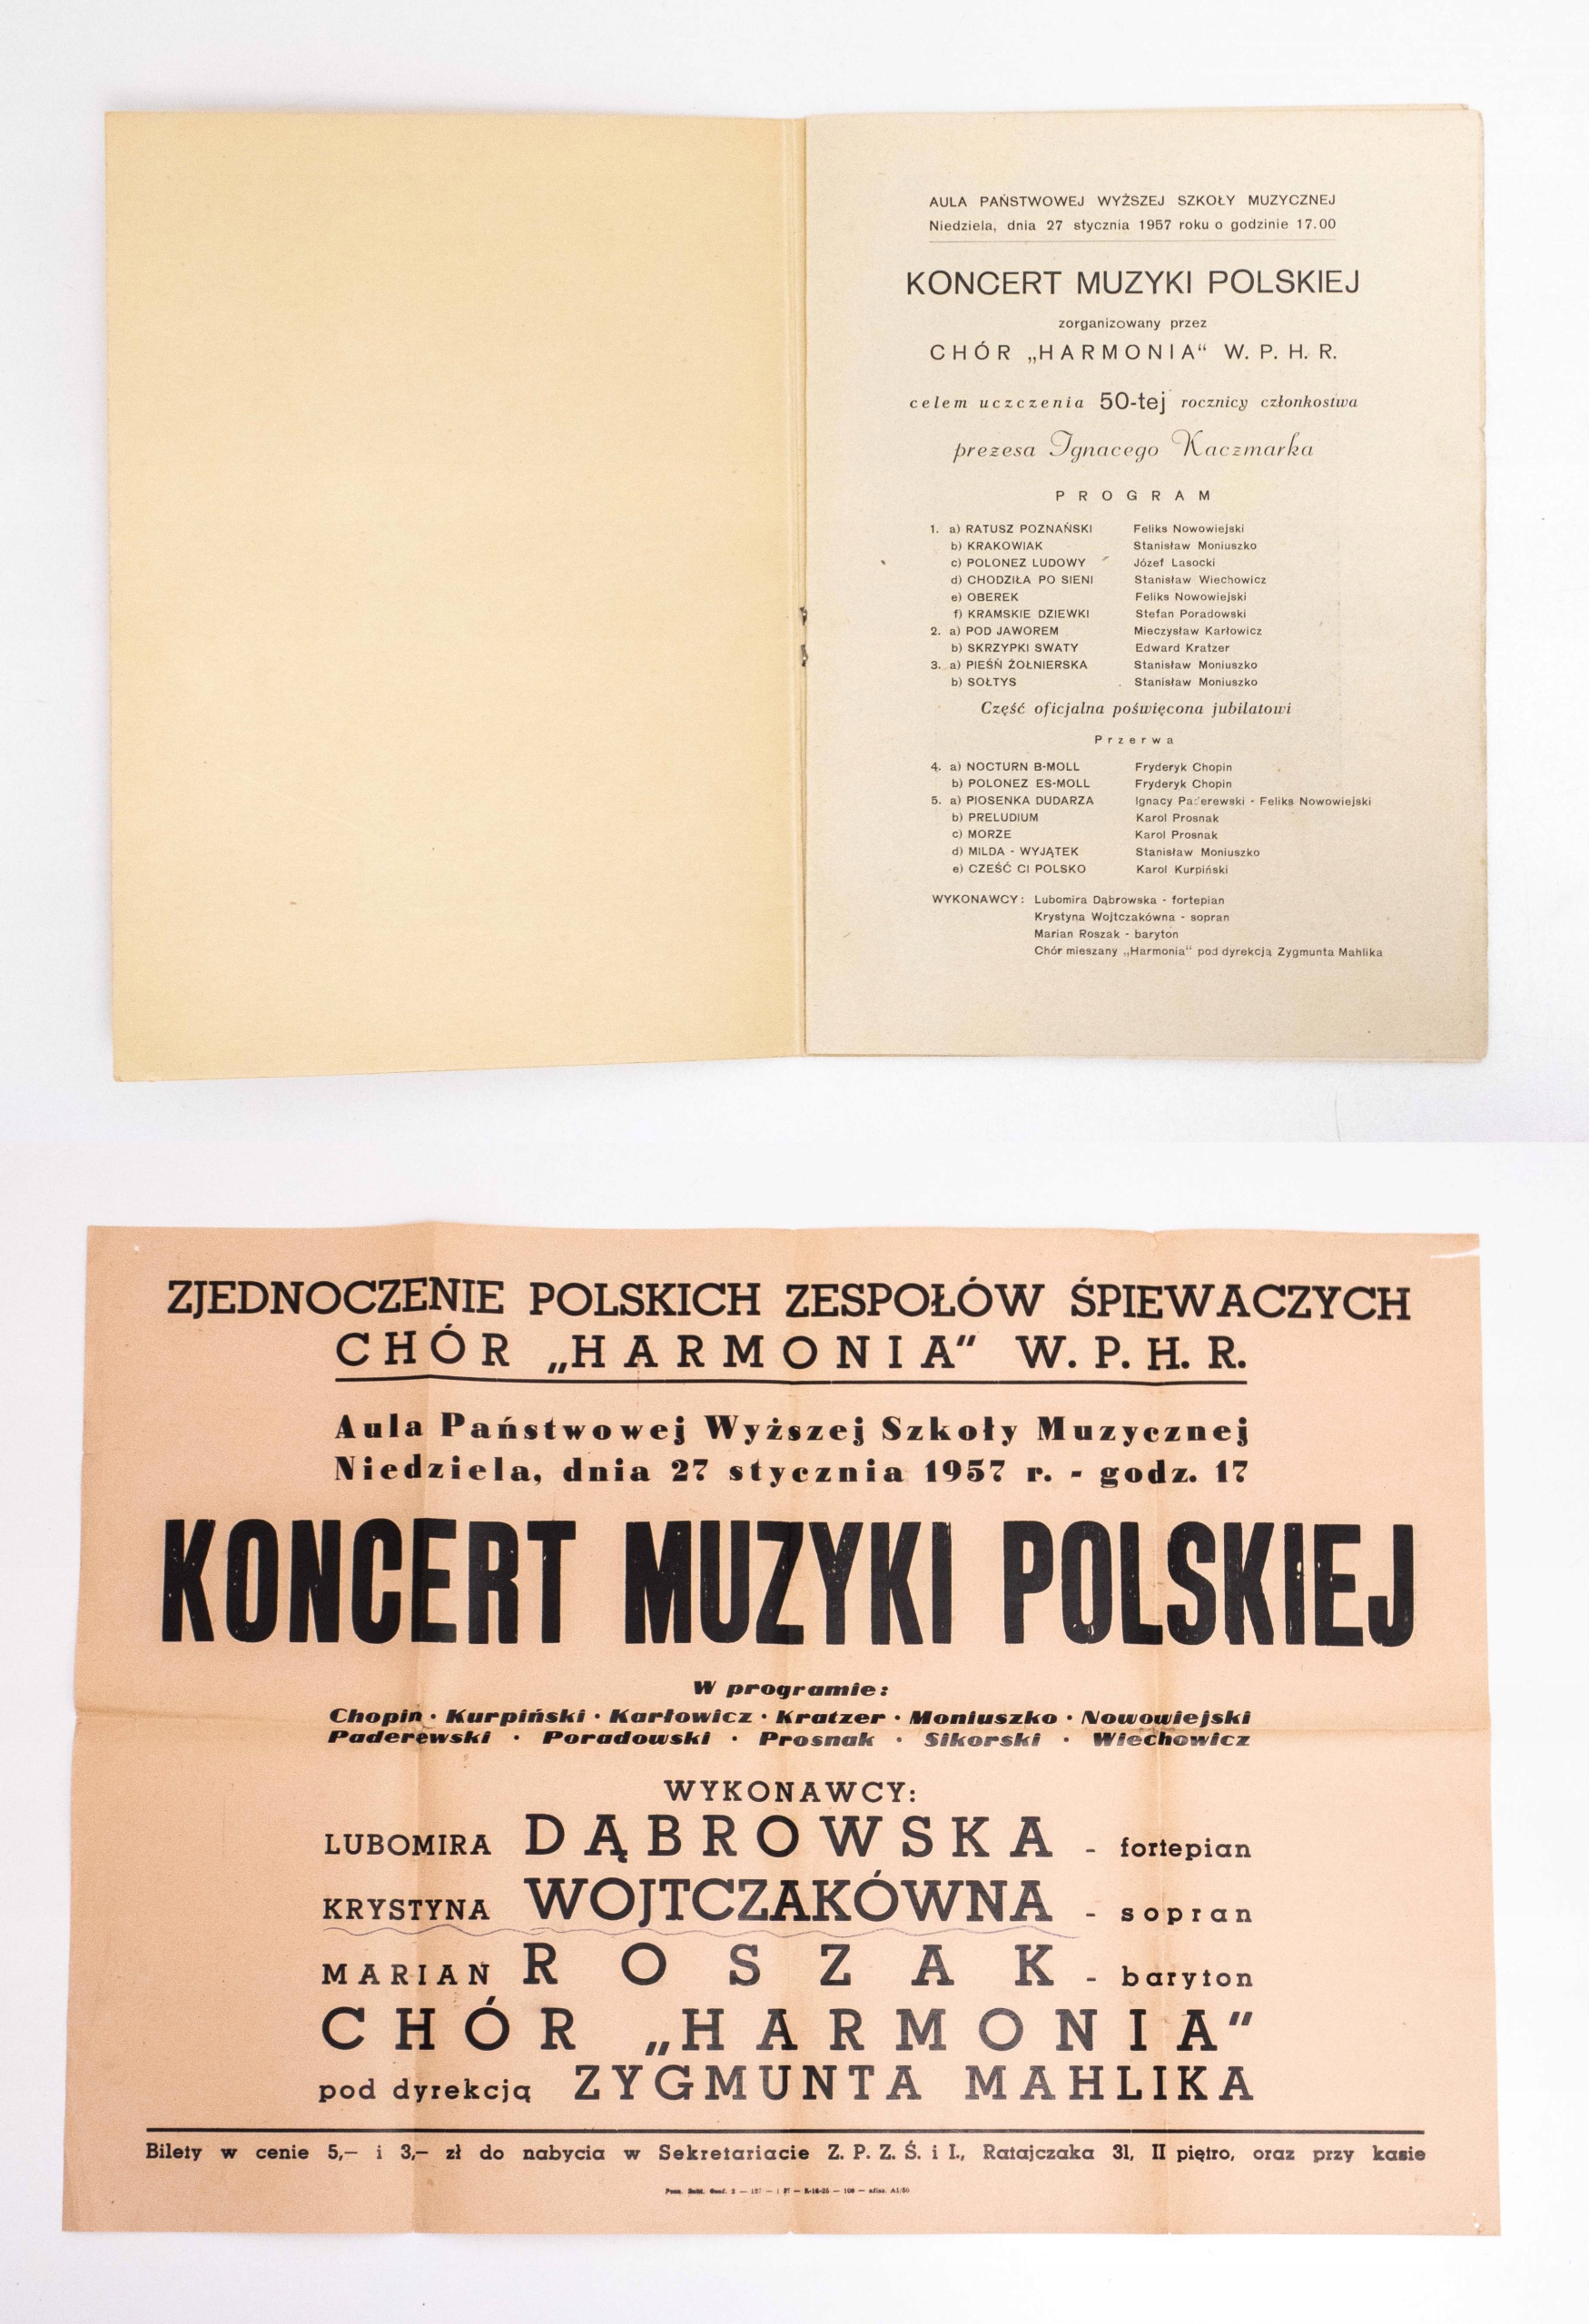 AULA PAŃSTWOWEJ WYŻSZEJ SZKOŁY MUZYCZNEJ
Niedziela, dnia 27 stycznia 1957 roku o godzinie 17.00
KONCERT MUZYKI POLSKIEJ
zorganizowany przez
CHÓR „HARMONIA“ W. P. H. R.
celem uczczenia 50-tej rocznicy członkostwa
prezesa Ignacego Kaczmarka
PROGRAM
1. a) RATUSZ POZNAŃSKI Feliks Nowowiejski
b) KRAKOWIAK Stanisław Moniuszko
c) POLONEZ LUDOWY Józef Lasocki
d) CHODZIŁA PO SIENI Stanisław Wiechowicz
e) OBEREK Feliks Nowowiejski
f) KRAMSKIE DZIEWKI Stefan Poradowski
2. a) POD JAWOREM Mieczysław Karłowicz
b) SKRZYPKI SWATY Edward Kratzer
3. a) PIEŚŃ ŻOŁNIERSKA Stanisław Moniuszko
b) SOŁTYS Stanisław Moniuszko
Część oficjalna poświęcona jubilatowi
Przerwa
4. a) NOCTURN B-MOLL Fryderyk Chopin
b) POLONEZ ES-MOLL Fryderyk Chopin
5. a) PIOSENKA DUDARZA Ignacy Paderewski - Feliks Nowowiejski
b) PRELUDIUM Karol Prosnak
c) MORZE Karol Prosnak
d) MILDA - WYJĄTEK Stanisław Moniuszko
e) CZEŚĆ CI POLSKO Karol Kurpiński
WYKONAWCY: Lubomira Dąbrowska - fortepian
Krystyna Wojtczakówna - sopran
Marian Roszak - baryton
Chór mieszany „Harmonia“ pod dyrekcją Zygmunta Mahlika
ZJEDNOCZENIE POLSKICH ZESPOŁÓW ŚPIEWACZYCH
CHÓR „HARMONIA“ W. P. H. R.
Aula Państwowej Wyższej Szkoły Muzycznej
Niedziela, dnia 27 stycznia 1957 r. - godz. 17
KONCERT MUZYKI POLSKIEJ
W programie:
Chopin · Kurpiński · Karłowicz · Kratzer · Moniuszko · Nowowiejski
Paderewski · Poradowski · Prosnak · Sikorski · Wiechowicz
WYKONAWCY:
LUBOMIRA DĄBROWSKA - fortepian
KRYSTYNA WOJTCZAKÓWNA - sopran
MARIAN ROSZAK - baryton
CHÓR „HARMONIA“
pod dyrekcją ZYGMUNTA MAHLIKA
Bilety w cenie 5,— i 3,— zł do nabycia w Sekretariacie Z. P. Z. Ś. i I., Ratajczaka 31, II piętro, oraz przy kasie